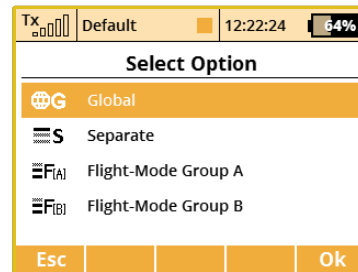 Tx Default 12:22:24 64%
Select Option
G Global
S Separate
F[A] Flight-Mode Group A
F[B] Flight-Mode Group B
Esc Ok